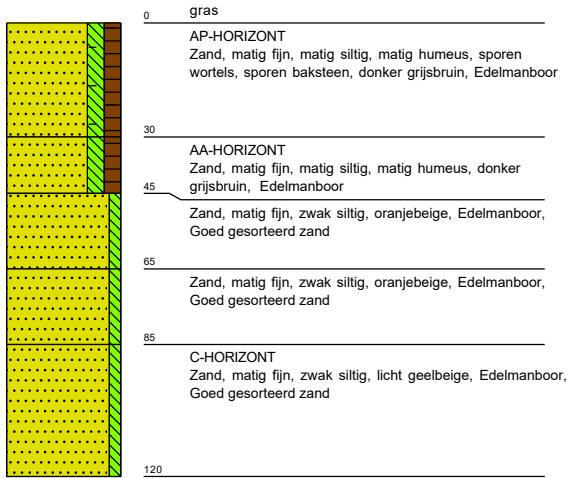 0
gras
AP-HORIZONT
Zand, matig fijn, matig siltig, matig humeus, sporen
wortels, sporen baksteen, donker grijsbruin, Edelmanboor
30
AA-HORIZONT
Zand, matig fijn, matig siltig, matig humeus, donker
grijsbruin, Edelmanboor
45
Zand, matig fijn, zwak siltig, oranjebeige, Edelmanboor,
Goed gesorteerd zand
65
Zand, matig fijn, zwak siltig, oranjebeige, Edelmanboor,
Goed gesorteerd zand
85
C-HORIZONT
Zand, matig fijn, zwak siltig, licht geelbeige, Edelmanboor,
Goed gesorteerd zand
120